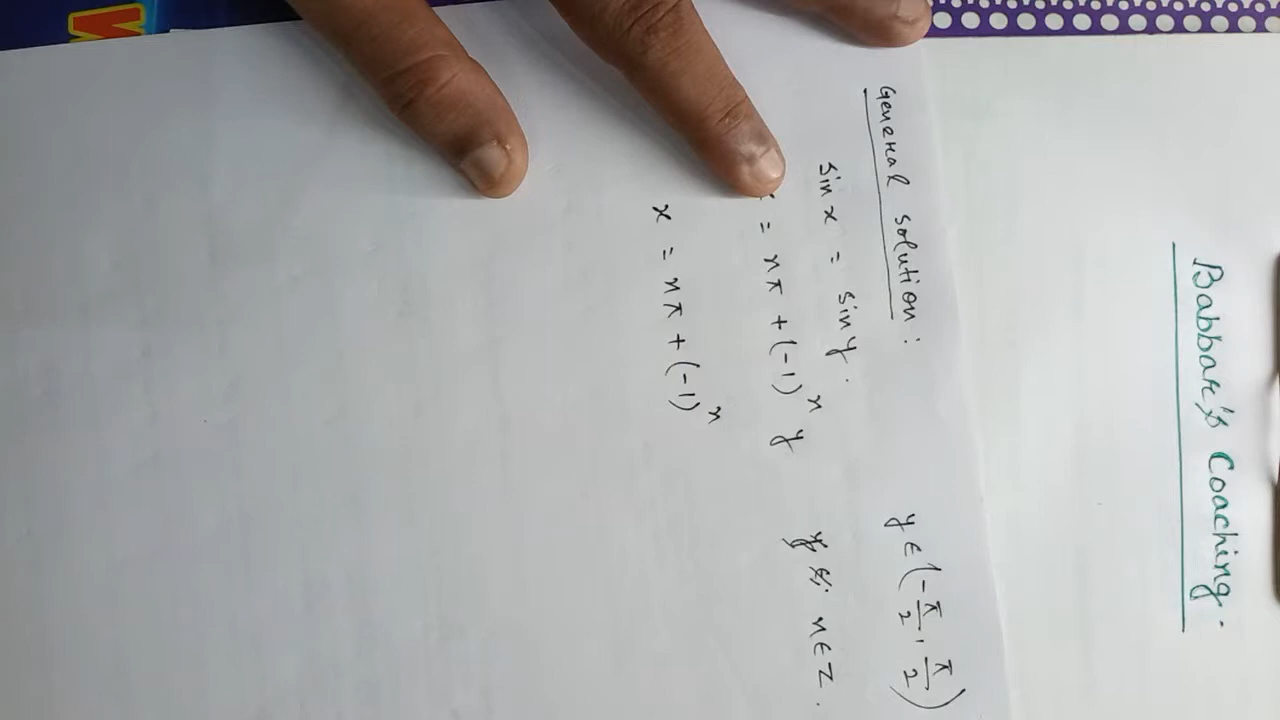 Babbar's Coaching.
General solution :
sin x = sin y. y ∈ (-π/2, π/2)
= nπ + (-1)ⁿ y n ∈ Z.
x = nπ + (-1)ⁿ